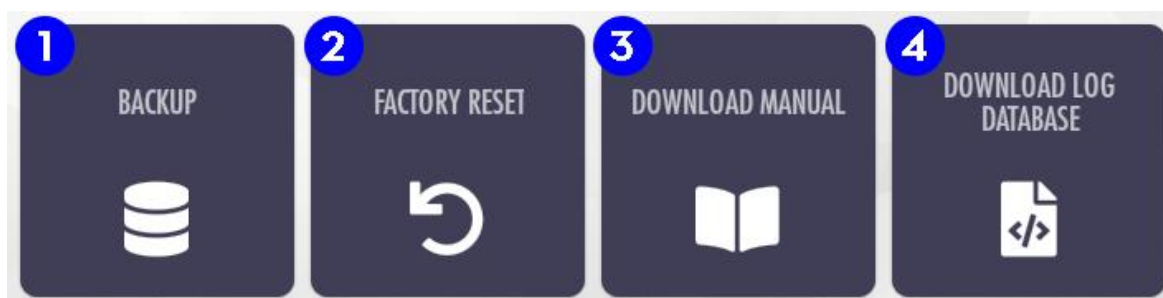 1
BACKUP
2
FACTORY RESET
3
DOWNLOAD MANUAL
4
DOWNLOAD LOG
DATABASE
</>